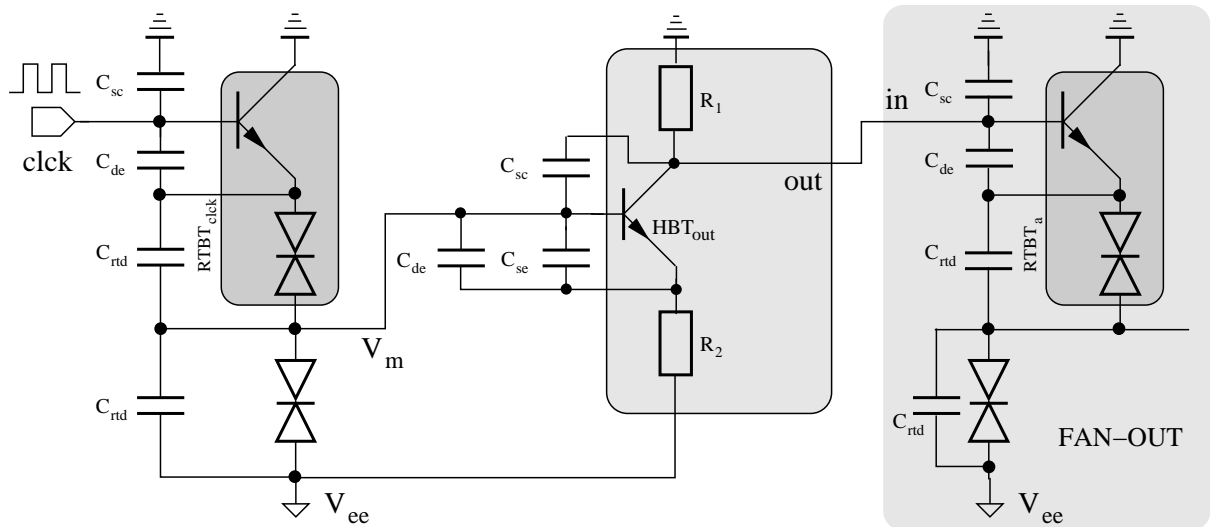 C_sc
clck
C_de
C_rtd
RTBT_clck
C_rtd
V_m
V_ee
R_1
C_sc
out
HBT_out
C_de
C_se
R_2
in
C_sc
C_de
C_rtd
RTBT_a
C_rtd
FAN–OUT
V_ee